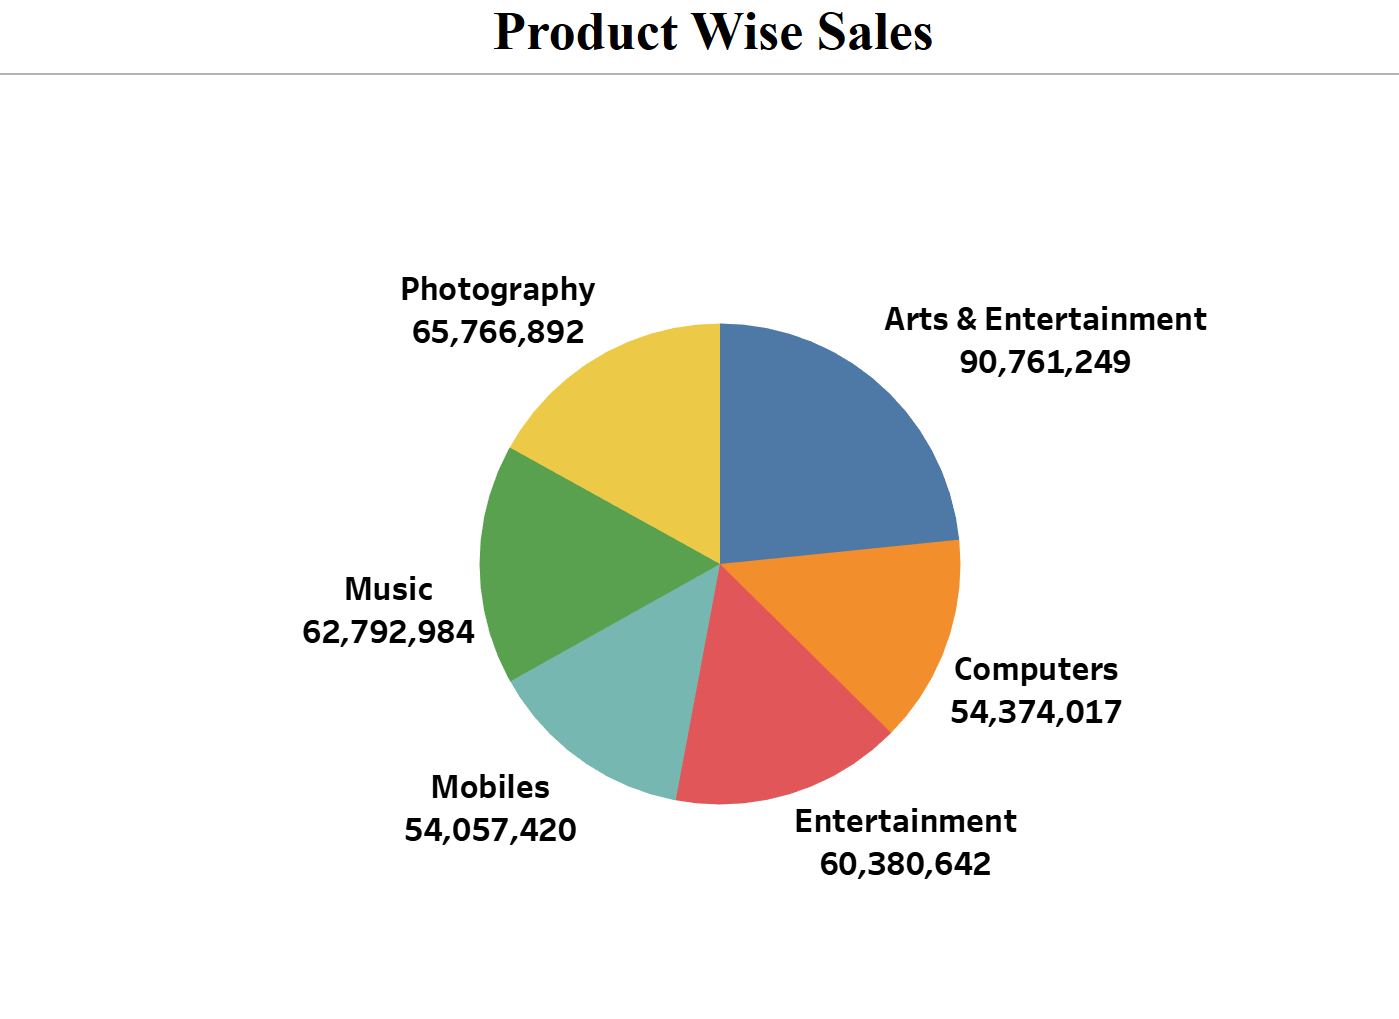 Product Wise Sales
Photography
65,766,892
Arts & Entertainment
90,761,249
Music
62,792,984
Computers
54,374,017
Mobiles
54,057,420
Entertainment
60,380,642